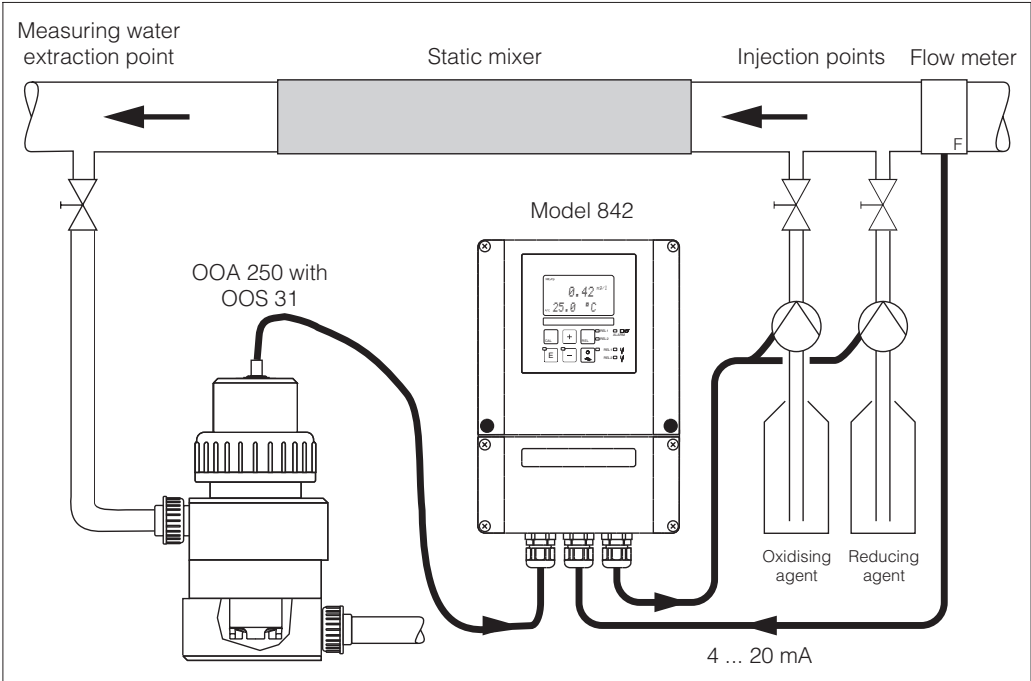 Measuring water
extraction point
Static mixer
Injection points
Flow meter
F
Model 842
OOA 250 with
OOS 31
0.42
25.0 °C
CAL
+
E
−
Oxidising
agent
Reducing
agent
4 ... 20 mA